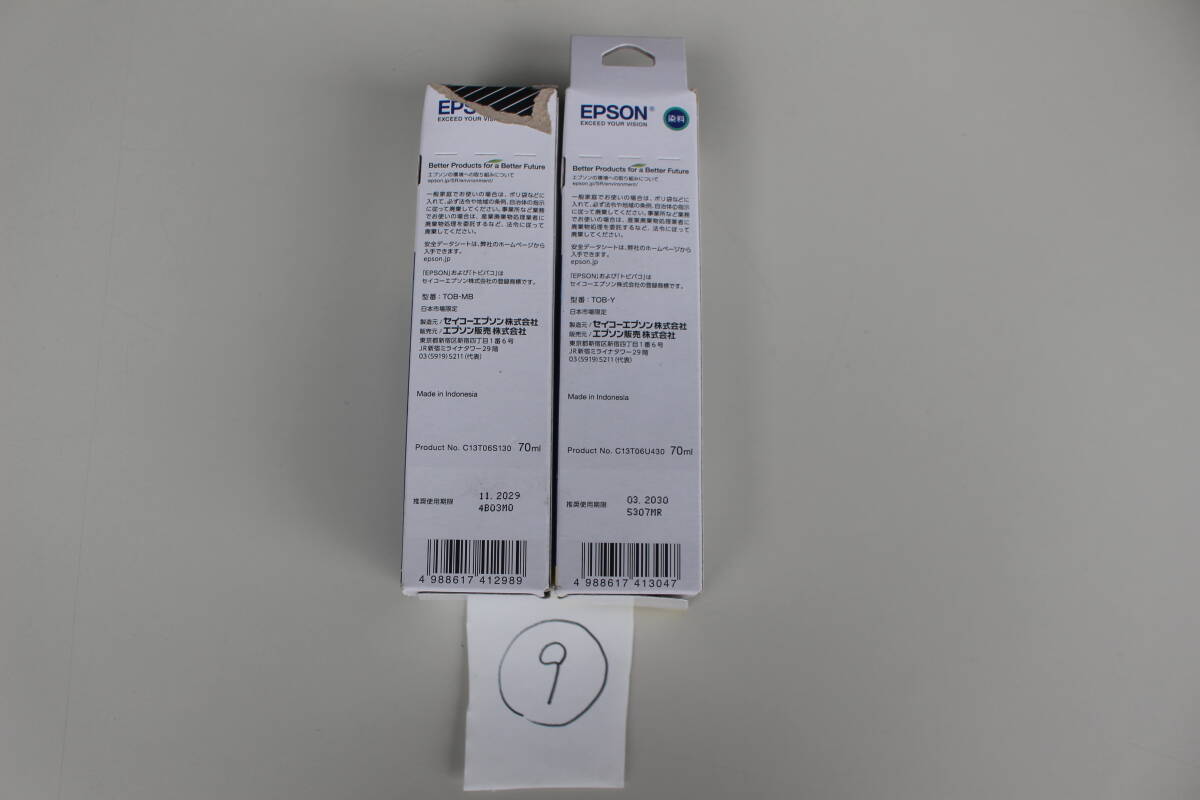 EPS
EXCEED YOUR VISI
Better Products for a Better Future
エプソンの環境への取り組みについて
epson.jp/SR/environment/
一般家庭でお使いの場合は、ポリ袋などに
入れて、必ず法令や地域の条例、自治体の指示
に従って廃棄してください。事業所など業務
でお使いの場合は、産業廃棄物処理業者に
廃棄物処理を委託するなど、法令に従って
廃棄してください。
安全データシートは、弊社のホームページから
入手できます。
epson.jp
「EPSON」および「トビバコ」は
セイコーエプソン株式会社の登録商標です。
型番：TOB-MB
日本市場限定
製造元／セイコーエプソン株式会社
販売元／エプソン販売株式会社
東京都新宿区新宿四丁目1番6号
JR新宿ミライナタワー29階
03(5919)5211(代表)
Made in Indonesia
Product No. C13T06S130 70ml
推奨使用期限 11. 2029
4B03M0
4 988617 412989
EPSON®
EXCEED YOUR VISION
染料
Better Products for a Better Future
エプソンの環境への取り組みについて
epson.jp/SR/environment/
一般家庭でお使いの場合は、ポリ袋などに
入れて、必ず法令や地域の条例、自治体の指示
に従って廃棄してください。事業所など業務
でお使いの場合は、産業廃棄物処理業者に
廃棄物処理を委託するなど、法令に従って
廃棄してください。
安全データシートは、弊社のホームページから
入手できます。
epson.jp
「EPSON」および「トビバコ」は
セイコーエプソン株式会社の登録商標です。
型番：TOB-Y
日本市場限定
製造元／セイコーエプソン株式会社
販売元／エプソン販売株式会社
東京都新宿区新宿四丁目1番6号
JR新宿ミライナタワー29階
03(5919)5211(代表)
Made in Indonesia
Product No. C13T06U430 70ml
推奨使用期限 03. 2030
S307MR
4 988617 413047
9